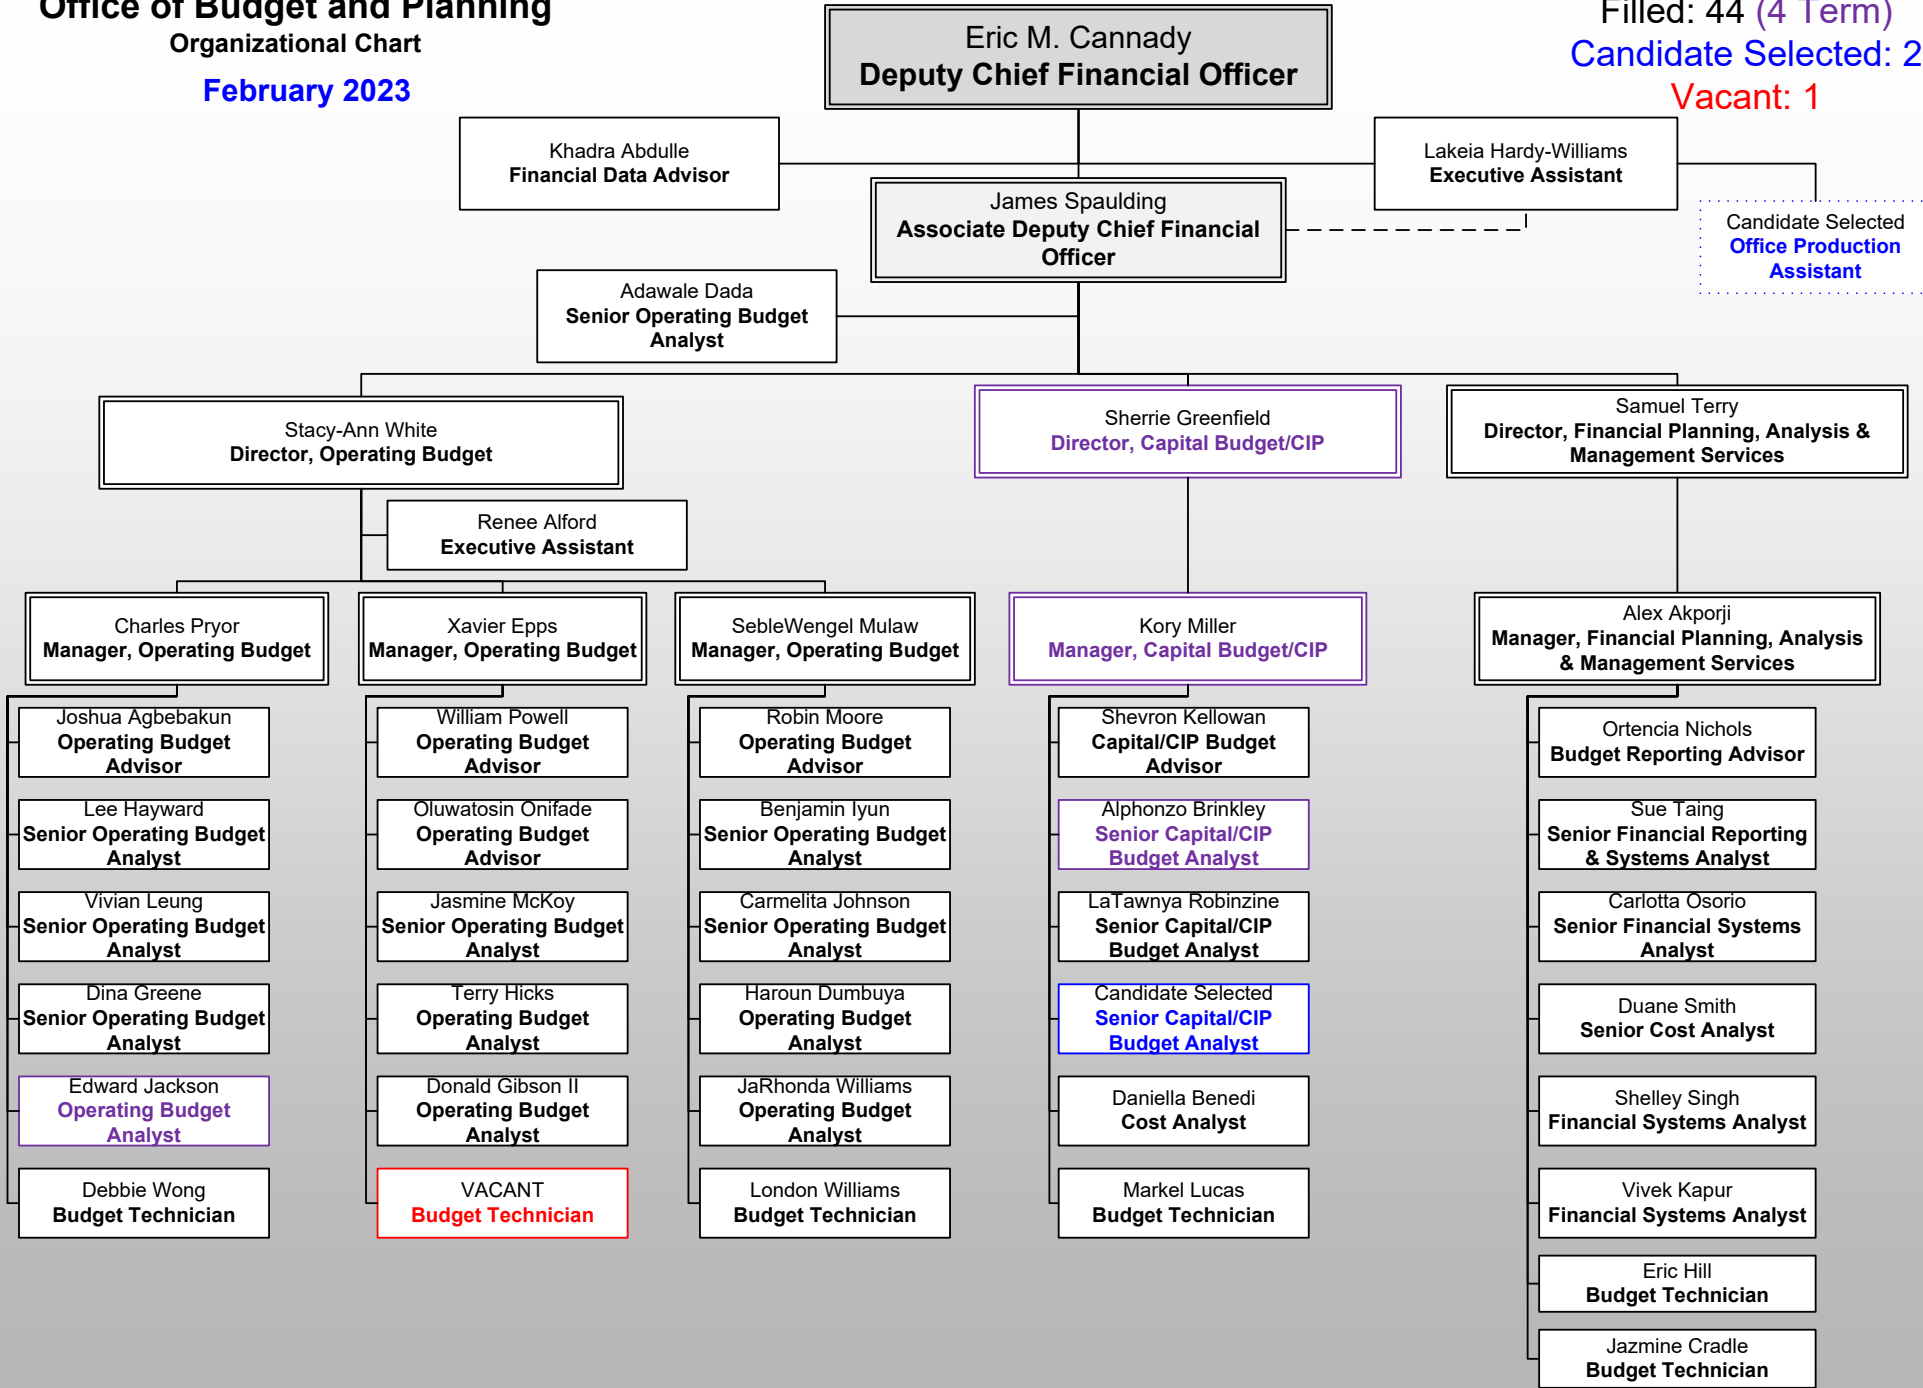 Office of Budget and Planning
Organizational Chart
February 2023
Filled: 44 (4 Term)
Candidate Selected: 2
Vacant: 1
Eric M. Cannady
Deputy Chief Financial Officer
Khadra Abdulle
Financial Data Advisor
Lakeia Hardy-Williams
Executive Assistant
James Spaulding
Associate Deputy Chief Financial
Officer
Candidate Selected
Office Production
Assistant
Adawale Dada
Senior Operating Budget
Analyst
Stacy-Ann White
Director, Operating Budget
Sherrie Greenfield
Director, Capital Budget/CIP
Samuel Terry
Director, Financial Planning, Analysis &
Management Services
Renee Alford
Executive Assistant
Charles Pryor
Manager, Operating Budget
Xavier Epps
Manager, Operating Budget
SebleWengel Mulaw
Manager, Operating Budget
Kory Miller
Manager, Capital Budget/CIP
Alex Akporji
Manager, Financial Planning, Analysis
& Management Services
Joshua Agbebakun
Operating Budget
Advisor
Lee Hayward
Senior Operating Budget
Analyst
Vivian Leung
Senior Operating Budget
Analyst
Dina Greene
Senior Operating Budget
Analyst
Edward Jackson
Operating Budget
Analyst
Debbie Wong
Budget Technician
William Powell
Operating Budget
Advisor
Oluwatosin Onifade
Operating Budget
Advisor
Jasmine McKoy
Senior Operating Budget
Analyst
Terry Hicks
Operating Budget
Analyst
Donald Gibson II
Operating Budget
Analyst
VACANT
Budget Technician
Robin Moore
Operating Budget
Advisor
Benjamin Iyun
Senior Operating Budget
Analyst
Carmelita Johnson
Senior Operating Budget
Analyst
Haroun Dumbuya
Operating Budget
Analyst
JaRhonda Williams
Operating Budget
Analyst
London Williams
Budget Technician
Shevron Kellowan
Capital/CIP Budget
Advisor
Alphonzo Brinkley
Senior Capital/CIP
Budget Analyst
LaTawnya Robinzine
Senior Capital/CIP
Budget Analyst
Candidate Selected
Senior Capital/CIP
Budget Analyst
Daniella Benedi
Cost Analyst
Markel Lucas
Budget Technician
Ortencia Nichols
Budget Reporting Advisor
Sue Taing
Senior Financial Reporting
& Systems Analyst
Carlotta Osorio
Senior Financial Systems
Analyst
Duane Smith
Senior Cost Analyst
Shelley Singh
Financial Systems Analyst
Vivek Kapur
Financial Systems Analyst
Eric Hill
Budget Technician
Jazmine Cradle
Budget Technician